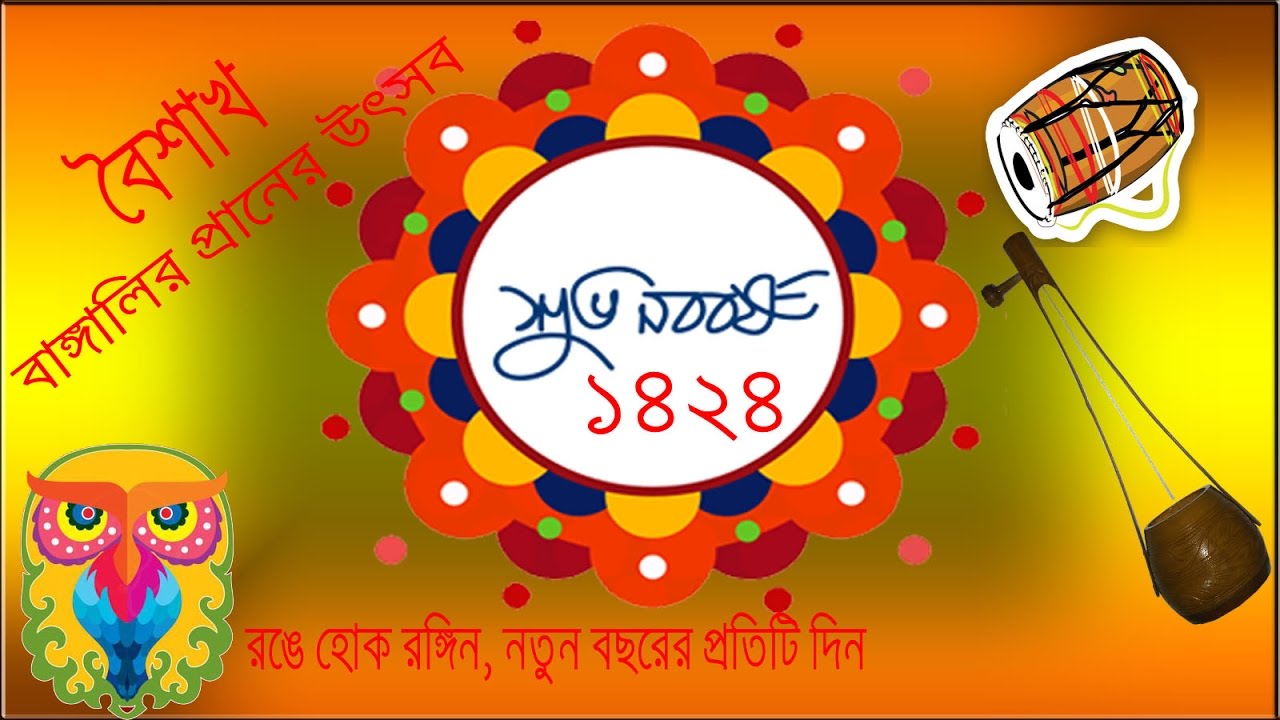 বৈশাখ
বাঙ্গালির প্রানের উৎসব
শুভ নববর্ষ
১৪২৪
রঙে হোক রঙ্গিন, নতুন বছরের প্রতিটি দিন